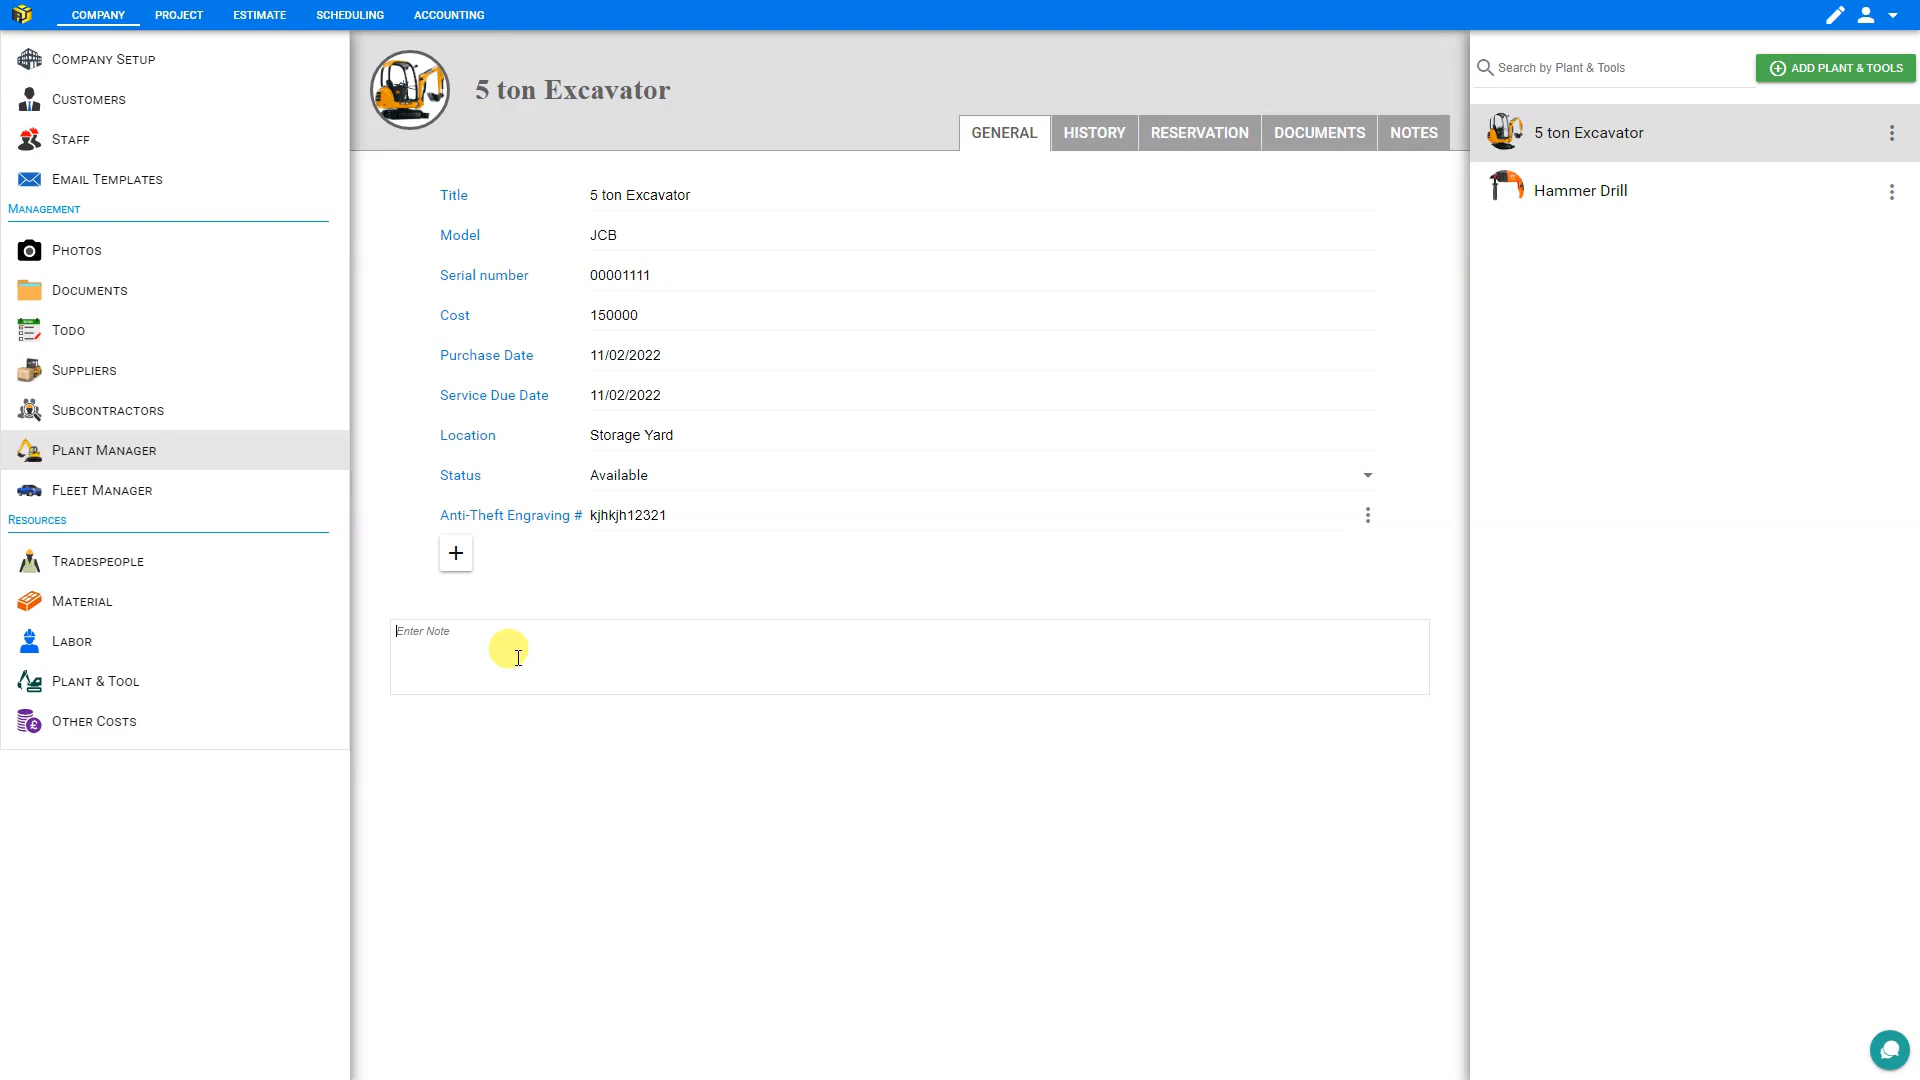 COMPANY PROJECT ESTIMATE SCHEDULING ACCOUNTING
Company Setup
Customers
Staff
Email Templates
Management
Photos
Documents
Todo
Suppliers
Subcontractors
Plant Manager
Fleet Manager
Resources
Tradespeople
Material
Labor
Plant & Tool
Other Costs
5 ton Excavator
GENERAL HISTORY RESERVATION DOCUMENTS NOTES
Title 5 ton Excavator
Model JCB
Serial number 00001111
Cost 150000
Purchase Date 11/02/2022
Service Due Date 11/02/2022
Location Storage Yard
Status Available
Anti-Theft Engraving # kjhkjh12321
+
Enter Note
Search by Plant & Tools ADD PLANT & TOOLS
5 ton Excavator
Hammer Drill